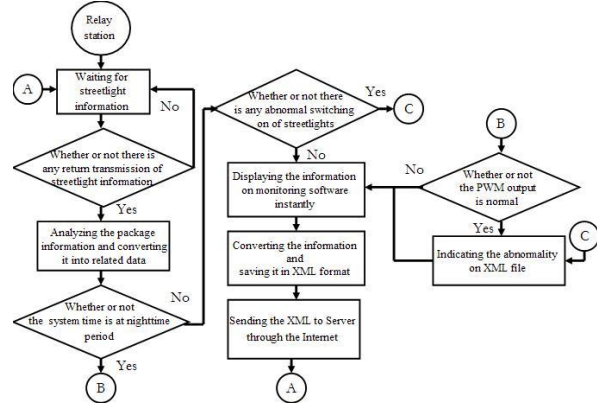 Relay
station
A
Waiting for
streetlight
information
No
Whether or not there is
any return transmission of
streetlight information
Yes
Analyzing the package
information and converting
it into related data
Whether or not
the system time is at nighttime
period
No
Yes
B
Whether or not there
is any abnormal switching
on of streetlights
Yes
C
No
Displaying the information
on monitoring software
instantly
Converting the information
and
saving it in XML format
Sending the XML to Server
through the Internet
A
B
Whether or not
the PWM output
is normal
No
Yes
C
Indicating the abnormality
on XML file